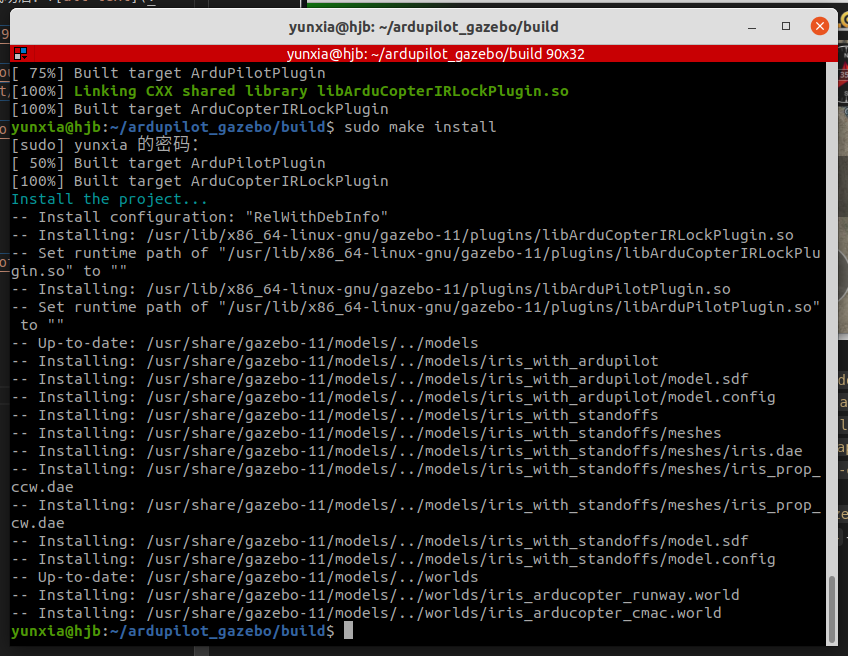 yunxia@hjb: ~/ardupilot_gazebo/build
yunxia@hjb: ~/ardupilot_gazebo/build 90x32
[ 75%] Built target ArduPilotPlugin
[100%] Linking CXX shared library libArduCopterIRLockPlugin.so
[100%] Built target ArduCopterIRLockPlugin
yunxia@hjb:~/ardupilot_gazebo/build$ sudo make install
[sudo] yunxia 的密码：
[ 50%] Built target ArduPilotPlugin
[100%] Built target ArduCopterIRLockPlugin
Install the project...
-- Install configuration: "RelWithDebInfo"
-- Installing: /usr/lib/x86_64-linux-gnu/gazebo-11/plugins/libArduCopterIRLockPlugin.so
-- Set runtime path of "/usr/lib/x86_64-linux-gnu/gazebo-11/plugins/libArduCopterIRLockPlu
gin.so" to ""
-- Installing: /usr/lib/x86_64-linux-gnu/gazebo-11/plugins/libArduPilotPlugin.so
-- Set runtime path of "/usr/lib/x86_64-linux-gnu/gazebo-11/plugins/libArduPilotPlugin.so"
 to ""
-- Up-to-date: /usr/share/gazebo-11/models/../models
-- Installing: /usr/share/gazebo-11/models/../models/iris_with_ardupilot
-- Installing: /usr/share/gazebo-11/models/../models/iris_with_ardupilot/model.sdf
-- Installing: /usr/share/gazebo-11/models/../models/iris_with_ardupilot/model.config
-- Installing: /usr/share/gazebo-11/models/../models/iris_with_standoffs
-- Installing: /usr/share/gazebo-11/models/../models/iris_with_standoffs/meshes
-- Installing: /usr/share/gazebo-11/models/../models/iris_with_standoffs/meshes/iris.dae
-- Installing: /usr/share/gazebo-11/models/../models/iris_with_standoffs/meshes/iris_prop_
ccw.dae
-- Installing: /usr/share/gazebo-11/models/../models/iris_with_standoffs/meshes/iris_prop_
cw.dae
-- Installing: /usr/share/gazebo-11/models/../models/iris_with_standoffs/model.sdf
-- Installing: /usr/share/gazebo-11/models/../models/iris_with_standoffs/model.config
-- Up-to-date: /usr/share/gazebo-11/models/../worlds
-- Installing: /usr/share/gazebo-11/models/../worlds/iris_arducopter_runway.world
-- Installing: /usr/share/gazebo-11/models/../worlds/iris_arducopter_cmac.world
yunxia@hjb:~/ardupilot_gazebo/build$